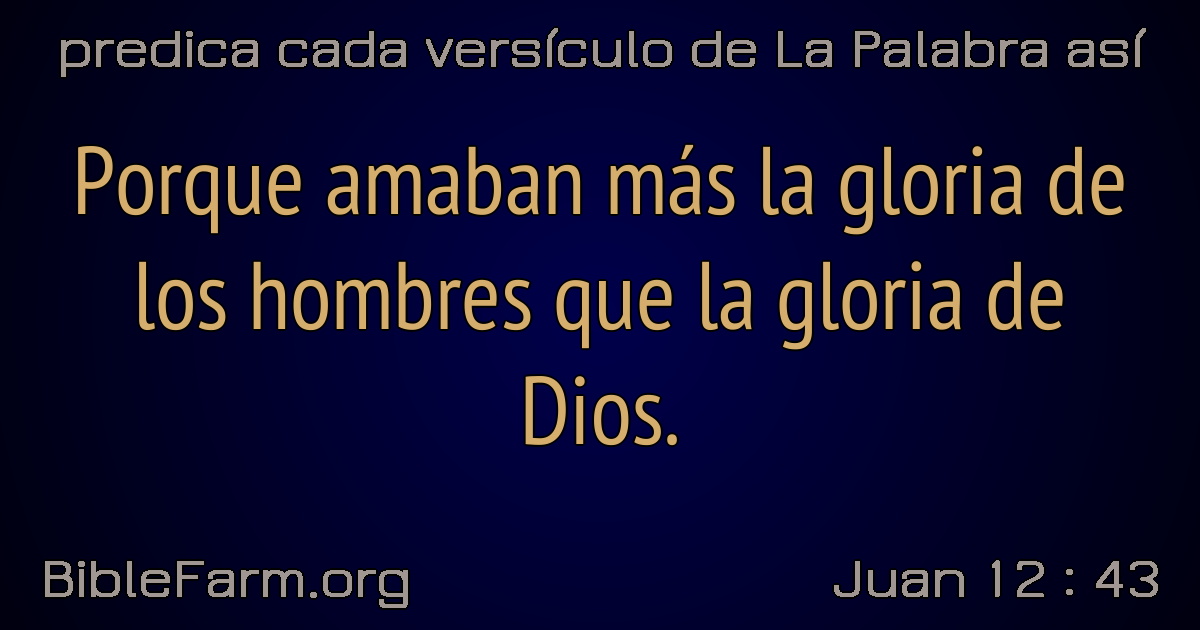 predica cada versículo de La Palabra así
Porque amaban más la gloria de
los hombres que la gloria de
Dios.
BibleFarm.org
Juan 12 : 43